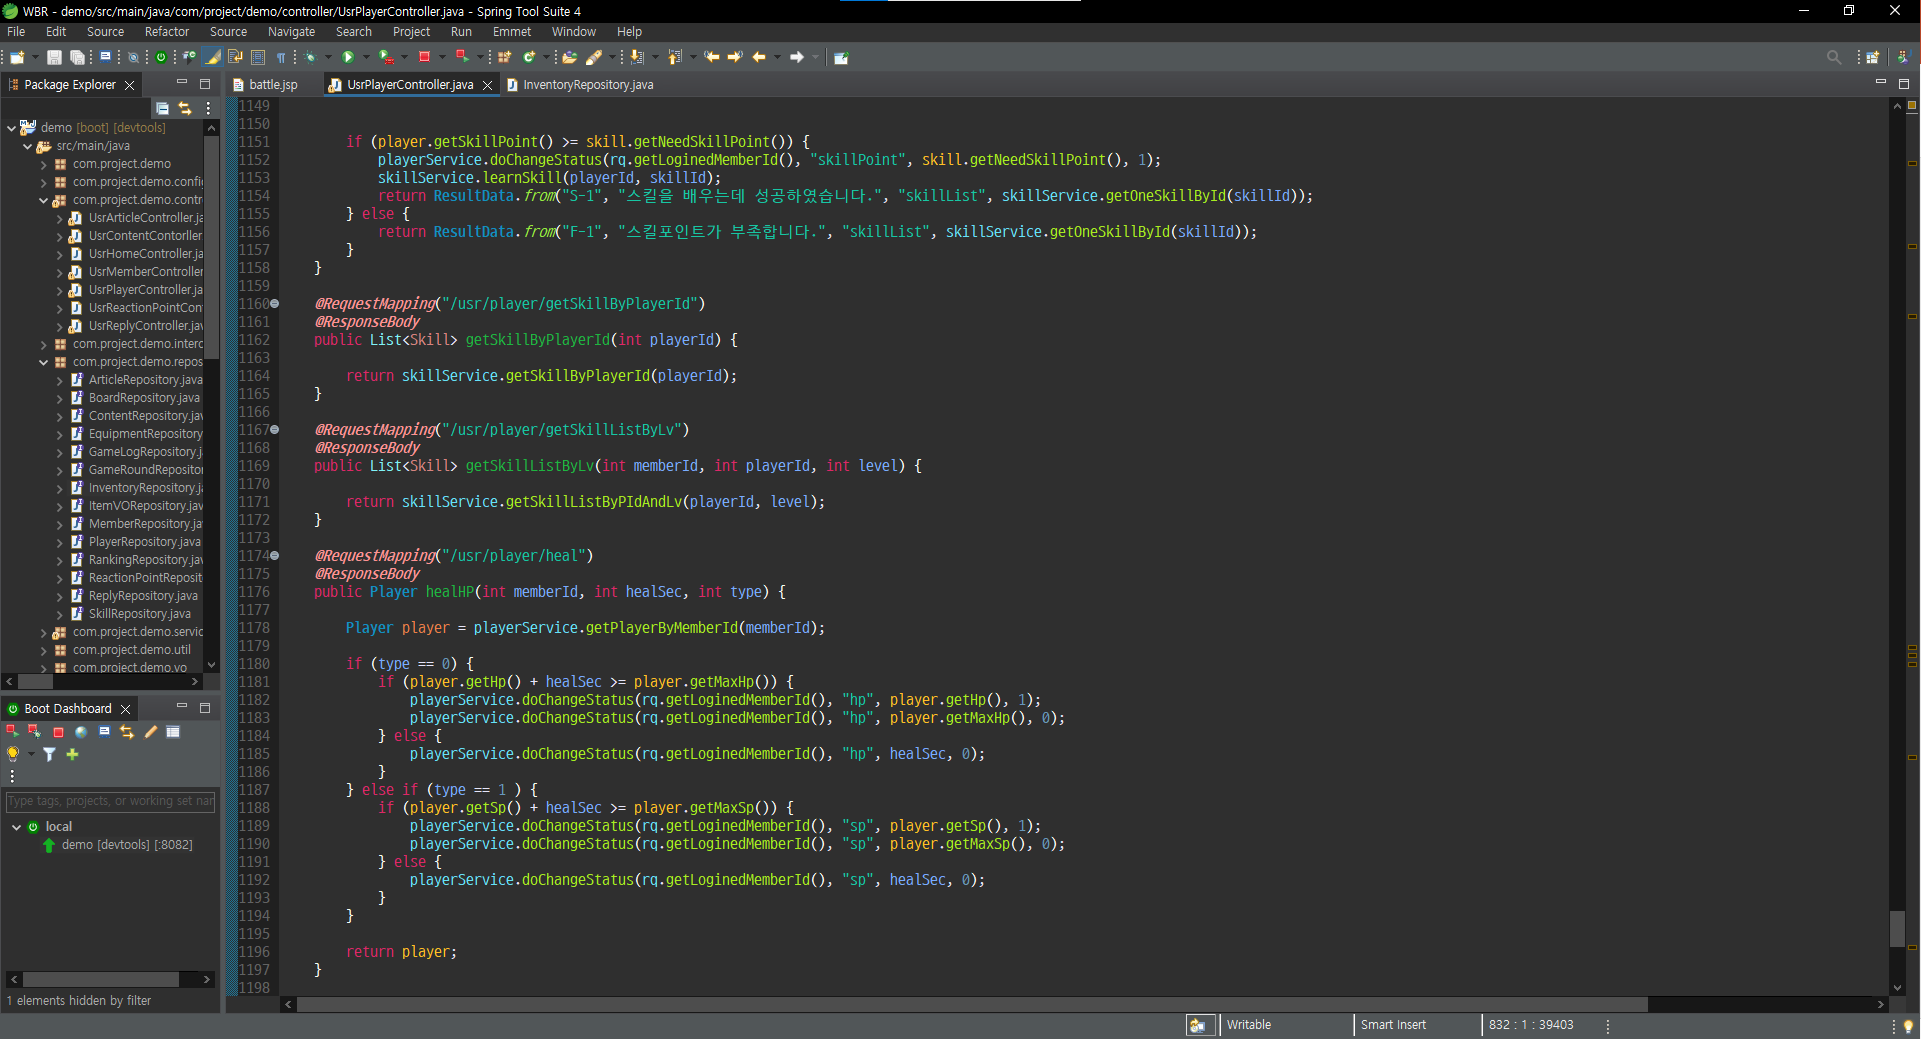 WBR - demo/src/main/java/com/project/demo/controller/UsrPlayerController.java - Spring Tool Suite 4
File Edit Source Refactor Source Navigate Search Project Run Emmet Window Help
Package Explorer
battle.jsp UsrPlayerController.java InventoryRepository.java
demo [boot] [devtools]
src/main/java
com.project.demo
com.project.demo.config
com.project.demo.contr
UsrArticleController.ja
UsrContentContorller.
UsrHomeController.ja
UsrMemberController
UsrPlayerController.ja
UsrReactionPointCon
UsrReplyController.jav
com.project.demo.interc
com.project.demo.repos
ArticleRepository.java
BoardRepository.java
ContentRepository.jav
EquipmentRepository
GameLogRepository.j
GameRoundRepositor
InventoryRepository.ja
ItemVORepository.jav
MemberRepository.ja
PlayerRepository.java
RankingRepository.jav
ReactionPointReposit
ReplyRepository.java
SkillRepository.java
com.project.demo.servic
com.project.demo.util
com.project.demo.vo
Boot Dashboard
Type tags, projects, or working set nar
local
demo [devtools] [:8082]
1 elements hidden by filter
1149
1150
1151 if (player.getSkillPoint() >= skill.getNeedSkillPoint()) {
1152 playerService.doChangeStatus(rq.getLoginedMemberId(), "skillPoint", skill.getNeedSkillPoint(), 1);
1153 skillService.learnSkill(playerId, skillId);
1154 return ResultData.from("S-1", "스킬을 배우는데 성공하였습니다.", "skillList", skillService.getOneSkillById(skillId));
1155 } else {
1156 return ResultData.from("F-1", "스킬포인트가 부족합니다.", "skillList", skillService.getOneSkillById(skillId));
1157 }
1158 }
1159
1160 @RequestMapping("/usr/player/getSkillByPlayerId")
1161 @ResponseBody
1162 public List<Skill> getSkillByPlayerId(int playerId) {
1163
1164 return skillService.getSkillByPlayerId(playerId);
1165 }
1166
1167 @RequestMapping("/usr/player/getSkillListByLv")
1168 @ResponseBody
1169 public List<Skill> getSkillListByLv(int memberId, int playerId, int level) {
1170
1171 return skillService.getSkillListByPIdAndLv(playerId, level);
1172 }
1173
1174 @RequestMapping("/usr/player/heal")
1175 @ResponseBody
1176 public Player healHP(int memberId, int healSec, int type) {
1177
1178 Player player = playerService.getPlayerByMemberId(memberId);
1179
1180 if (type == 0) {
1181 if (player.getHp() + healSec >= player.getMaxHp()) {
1182 playerService.doChangeStatus(rq.getLoginedMemberId(), "hp", player.getHp(), 1);
1183 playerService.doChangeStatus(rq.getLoginedMemberId(), "hp", player.getMaxHp(), 0);
1184 } else {
1185 playerService.doChangeStatus(rq.getLoginedMemberId(), "hp", healSec, 0);
1186 }
1187 } else if (type == 1 ) {
1188 if (player.getSp() + healSec >= player.getMaxSp()) {
1189 playerService.doChangeStatus(rq.getLoginedMemberId(), "sp", player.getSp(), 1);
1190 playerService.doChangeStatus(rq.getLoginedMemberId(), "sp", player.getMaxSp(), 0);
1191 } else {
1192 playerService.doChangeStatus(rq.getLoginedMemberId(), "sp", healSec, 0);
1193 }
1194 }
1195
1196 return player;
1197 }
1198
Writable Smart Insert 832 : 1 : 39403